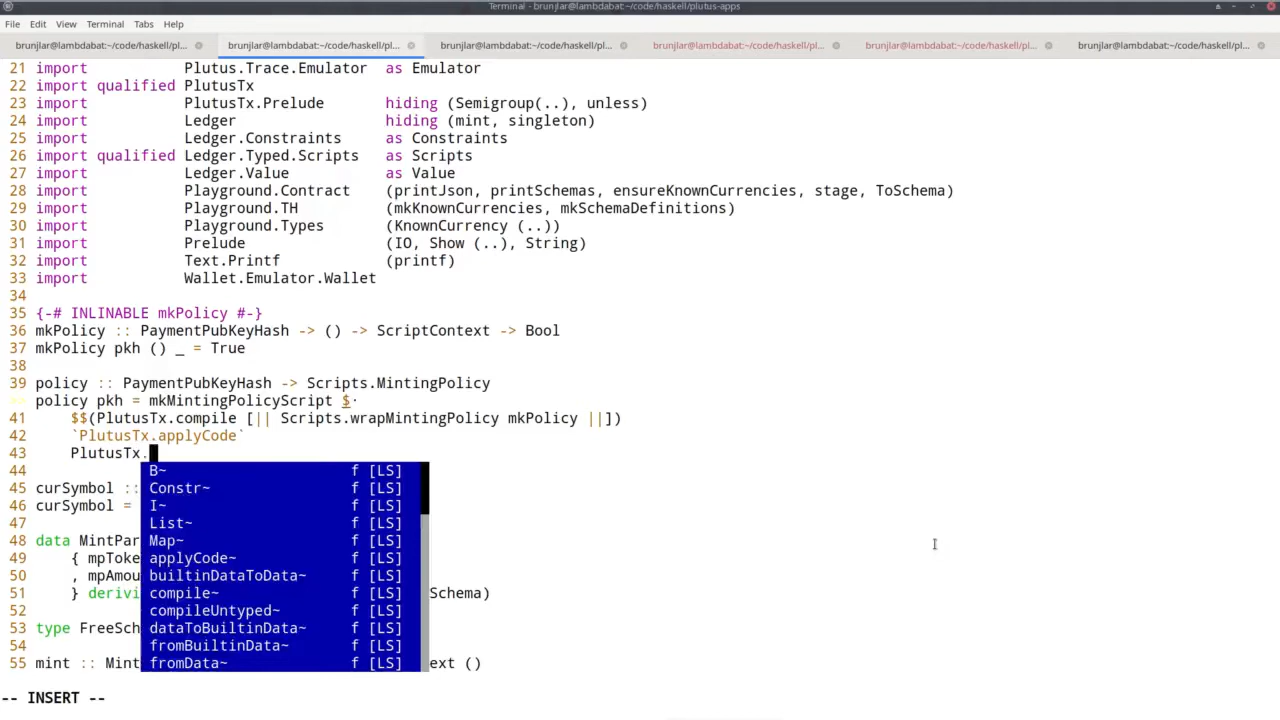 Terminal - brunjlar@lambdabat:~/code/haskell/plutus-apps
File Edit View Terminal Tabs Help
brunjlar@lambdabat:~/code/haskell/pl... brunjlar@lambdabat:~/code/haskell/pl... brunjlar@lambdabat:~/code/haskell/pl... brunjlar@lambdabat:~/code/haskell/pl... brunjlar@lambdabat:~/code/haskell/pl... brunjlar@lambdabat:~/code/haskell/pl...
21 import Plutus.Trace.Emulator as Emulator
22 import qualified PlutusTx
23 import PlutusTx.Prelude hiding (Semigroup(..), unless)
24 import Ledger hiding (mint, singleton)
25 import Ledger.Constraints as Constraints
26 import qualified Ledger.Typed.Scripts as Scripts
27 import Ledger.Value as Value
28 import Playground.Contract (printJson, printSchemas, ensureKnownCurrencies, stage, ToSchema)
29 import Playground.TH (mkKnownCurrencies, mkSchemaDefinitions)
30 import Playground.Types (KnownCurrency (..))
31 import Prelude (IO, Show (..), String)
32 import Text.Printf (printf)
33 import Wallet.Emulator.Wallet
34
35 {-# INLINABLE mkPolicy #-}
36 mkPolicy :: PaymentPubKeyHash -> () -> ScriptContext -> Bool
37 mkPolicy pkh () _ = True
38
39 policy :: PaymentPubKeyHash -> Scripts.MintingPolicy
policy pkh = mkMintingPolicyScript $·
41 $$(PlutusTx.compile [|| Scripts.wrapMintingPolicy mkPolicy ||])
42 `PlutusTx.applyCode`
43 PlutusTx.
44 B~ f [LS]
45 curSymbol :: Constr~ f [LS]
46 curSymbol = I~ f [LS]
47 List~ f [LS]
48 data MintPar Map~ f [LS]
49 { mpToke applyCode~ f [LS]
50 , mpAmou builtinDataToData~ f [LS]
51 } derivi compile~ f [LS] Schema)
52 compileUntyped~ f [LS]
53 type FreeSch dataToBuiltinData~ f [LS]
54 fromBuiltinData~ f [LS]
55 mint :: Mint fromData~ f [LS] ext ()
-- INSERT --